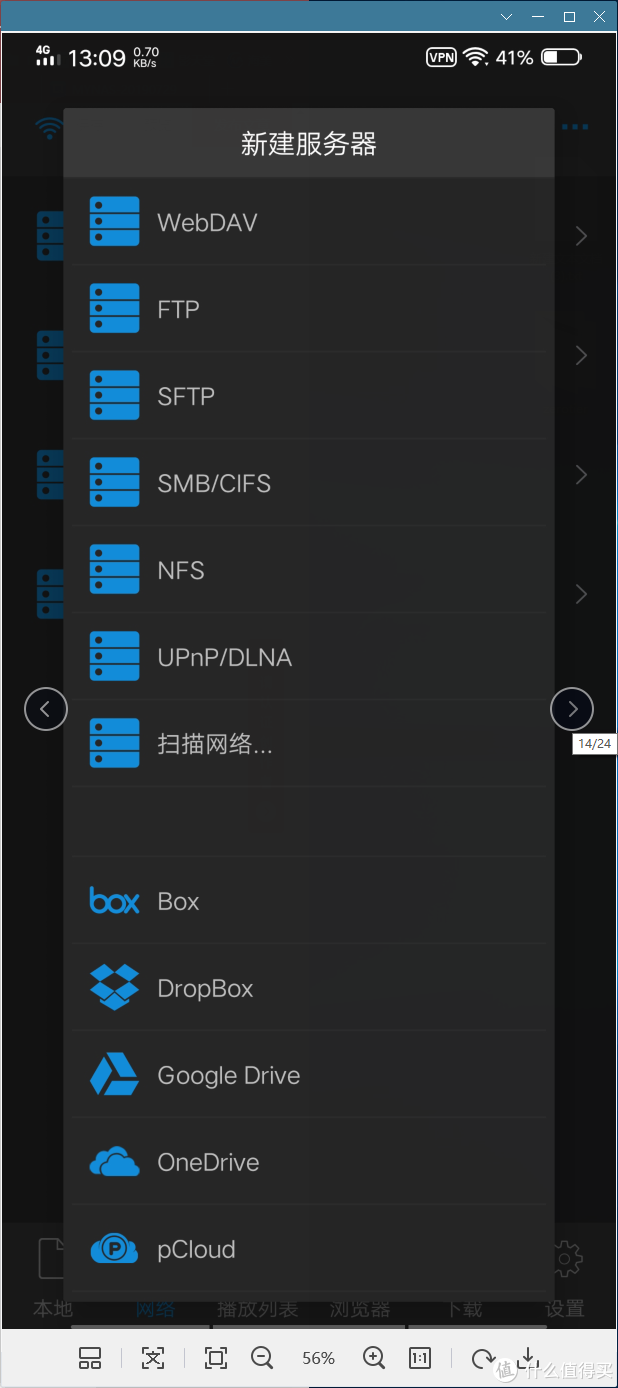 4G 13:09 0.70 KB/s VPN 41%
新建服务器
WebDAV
FTP
SFTP
SMB/CIFS
NFS
UPnP/DLNA
14/24
扫描网络...
box Box
DropBox
Google Drive
OneDrive
P pCloud
本地 网络 播放列表 浏览器 下载 设置
56% 1:1
值 什么值得买